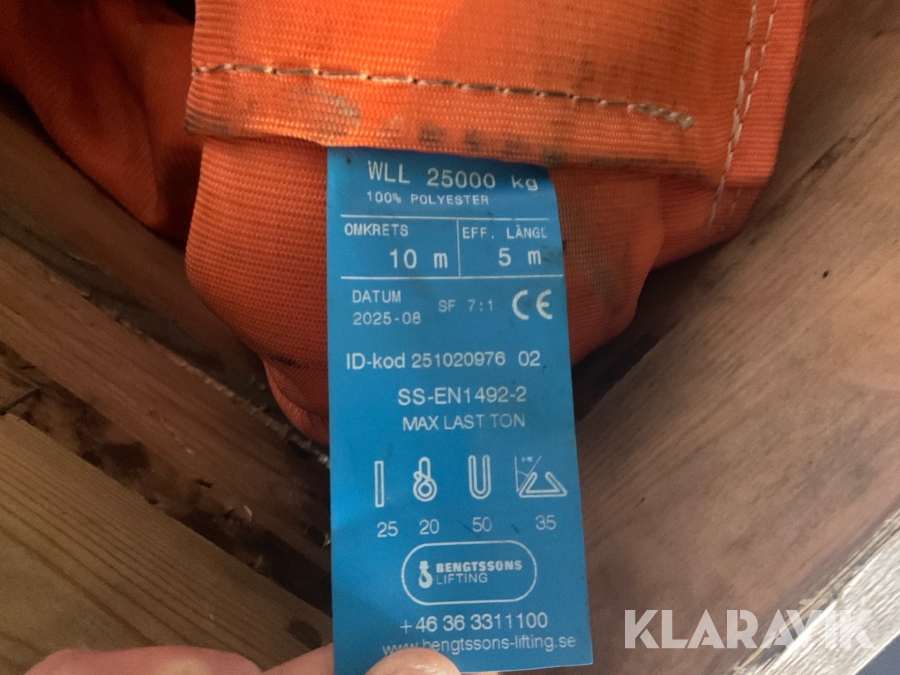 WLL 25000 kg
100% POLYESTER
OMKRETS
10 m
EFF. LÄNGD
5 m
DATUM
2025-08
SF 7:1
CE
ID-kod 251020976 02
SS-EN1492-2
MAX LAST TON
25 20 50 35
BENGTSSONS
LIFTING
+46 36 3311100
www.bengtssons-lifting.se
KLARAVIK